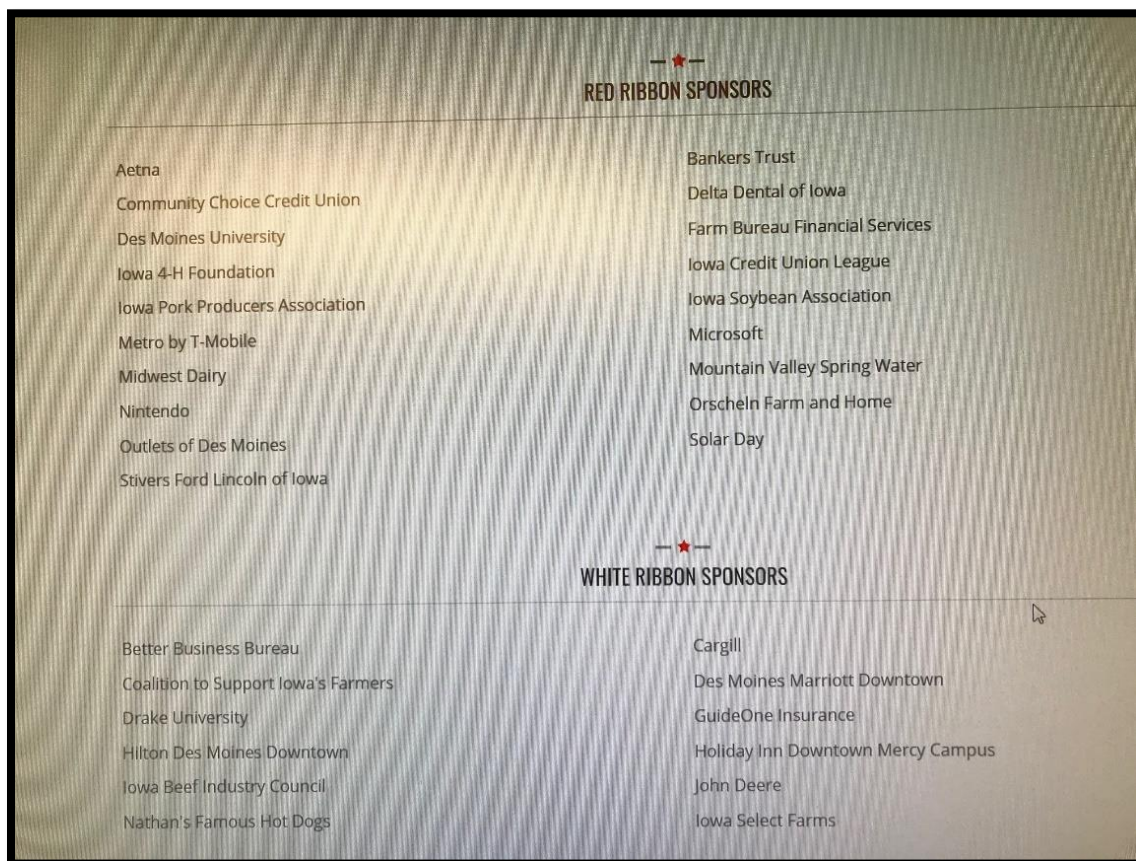 RED RIBBON SPONSORS
Aetna
Community Choice Credit Union
Des Moines University
Iowa 4-H Foundation
Iowa Pork Producers Association
Metro by T-Mobile
Midwest Dairy
Nintendo
Outlets of Des Moines
Stivers Ford Lincoln of Iowa
Bankers Trust
Delta Dental of Iowa
Farm Bureau Financial Services
Iowa Credit Union League
Iowa Soybean Association
Microsoft
Mountain Valley Spring Water
Orscheln Farm and Home
Solar Day
WHITE RIBBON SPONSORS
Better Business Bureau
Coalition to Support Iowa's Farmers
Drake University
Hilton Des Moines Downtown
Iowa Beef Industry Council
Nathan's Famous Hot Dogs
Cargill
Des Moines Marriott Downtown
GuideOne Insurance
Holiday Inn Downtown Mercy Campus
John Deere
Iowa Select Farms